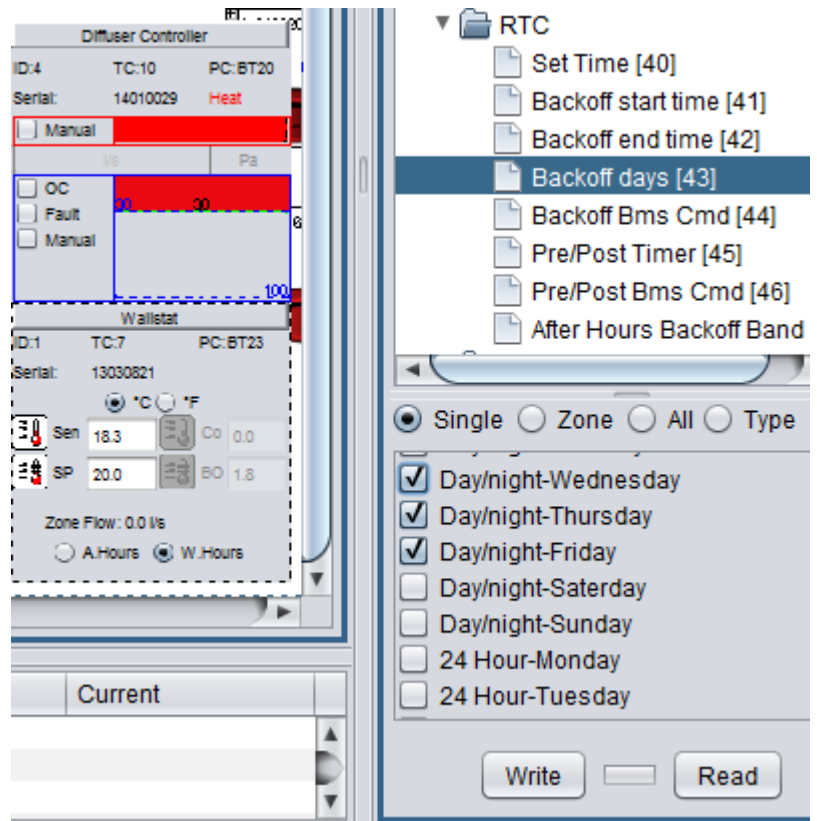 Diffuser Controller
ID:4 TC:10 PC:BT20
Serial: 14010029 Heat
Manual
l/s Pa
OC
Fault
Manual
30 30
100
Wallstat
ID:1 TC:7 PC:BT23
Serial: 13030821
°C °F
Sen 18.3 Co 0.0
SP 20.0 BO 1.8
Zone Flow: 0.0 l/s
A.Hours W.Hours
Current
RTC
Set Time [40]
Backoff start time [41]
Backoff end time [42]
Backoff days [43]
Backoff Bms Cmd [44]
Pre/Post Timer [45]
Pre/Post Bms Cmd [46]
After Hours Backoff Band
Single Zone All Type
Day/night-Wednesday
Day/night-Thursday
Day/night-Friday
Day/night-Saterday
Day/night-Sunday
24 Hour-Monday
24 Hour-Tuesday
Write Read